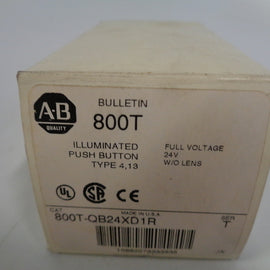 BULLETIN
A-B
QUALITY
800T
ILLUMINATED
PUSH BUTTON
TYPE 4,13
FULL VOLTAGE
24V
W/O LENS
MADE IN U.S.A.
CAT
800T-QB24XD1R
SER
T